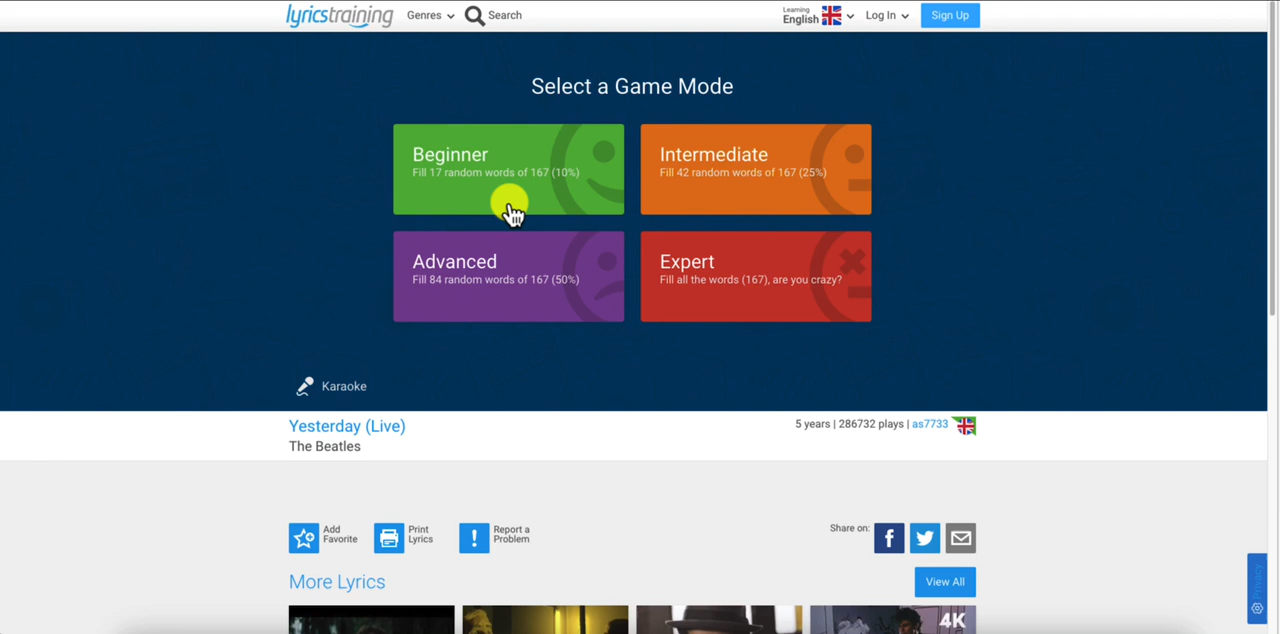 lyricstraining
Genres
Search
Learning
English
Log In
Sign Up
Select a Game Mode
Beginner
Fill 17 random words of 167 (10%)
Intermediate
Fill 42 random words of 167 (25%)
Advanced
Fill 84 random words of 167 (50%)
Expert
Fill all the words (167), are you crazy?
Karaoke
Yesterday (Live)
5 years | 286732 plays | as7733
The Beatles
Add
Favorite
Print
Lyrics
Report a
Problem
Share on:
More Lyrics
View All
Privacy
4K